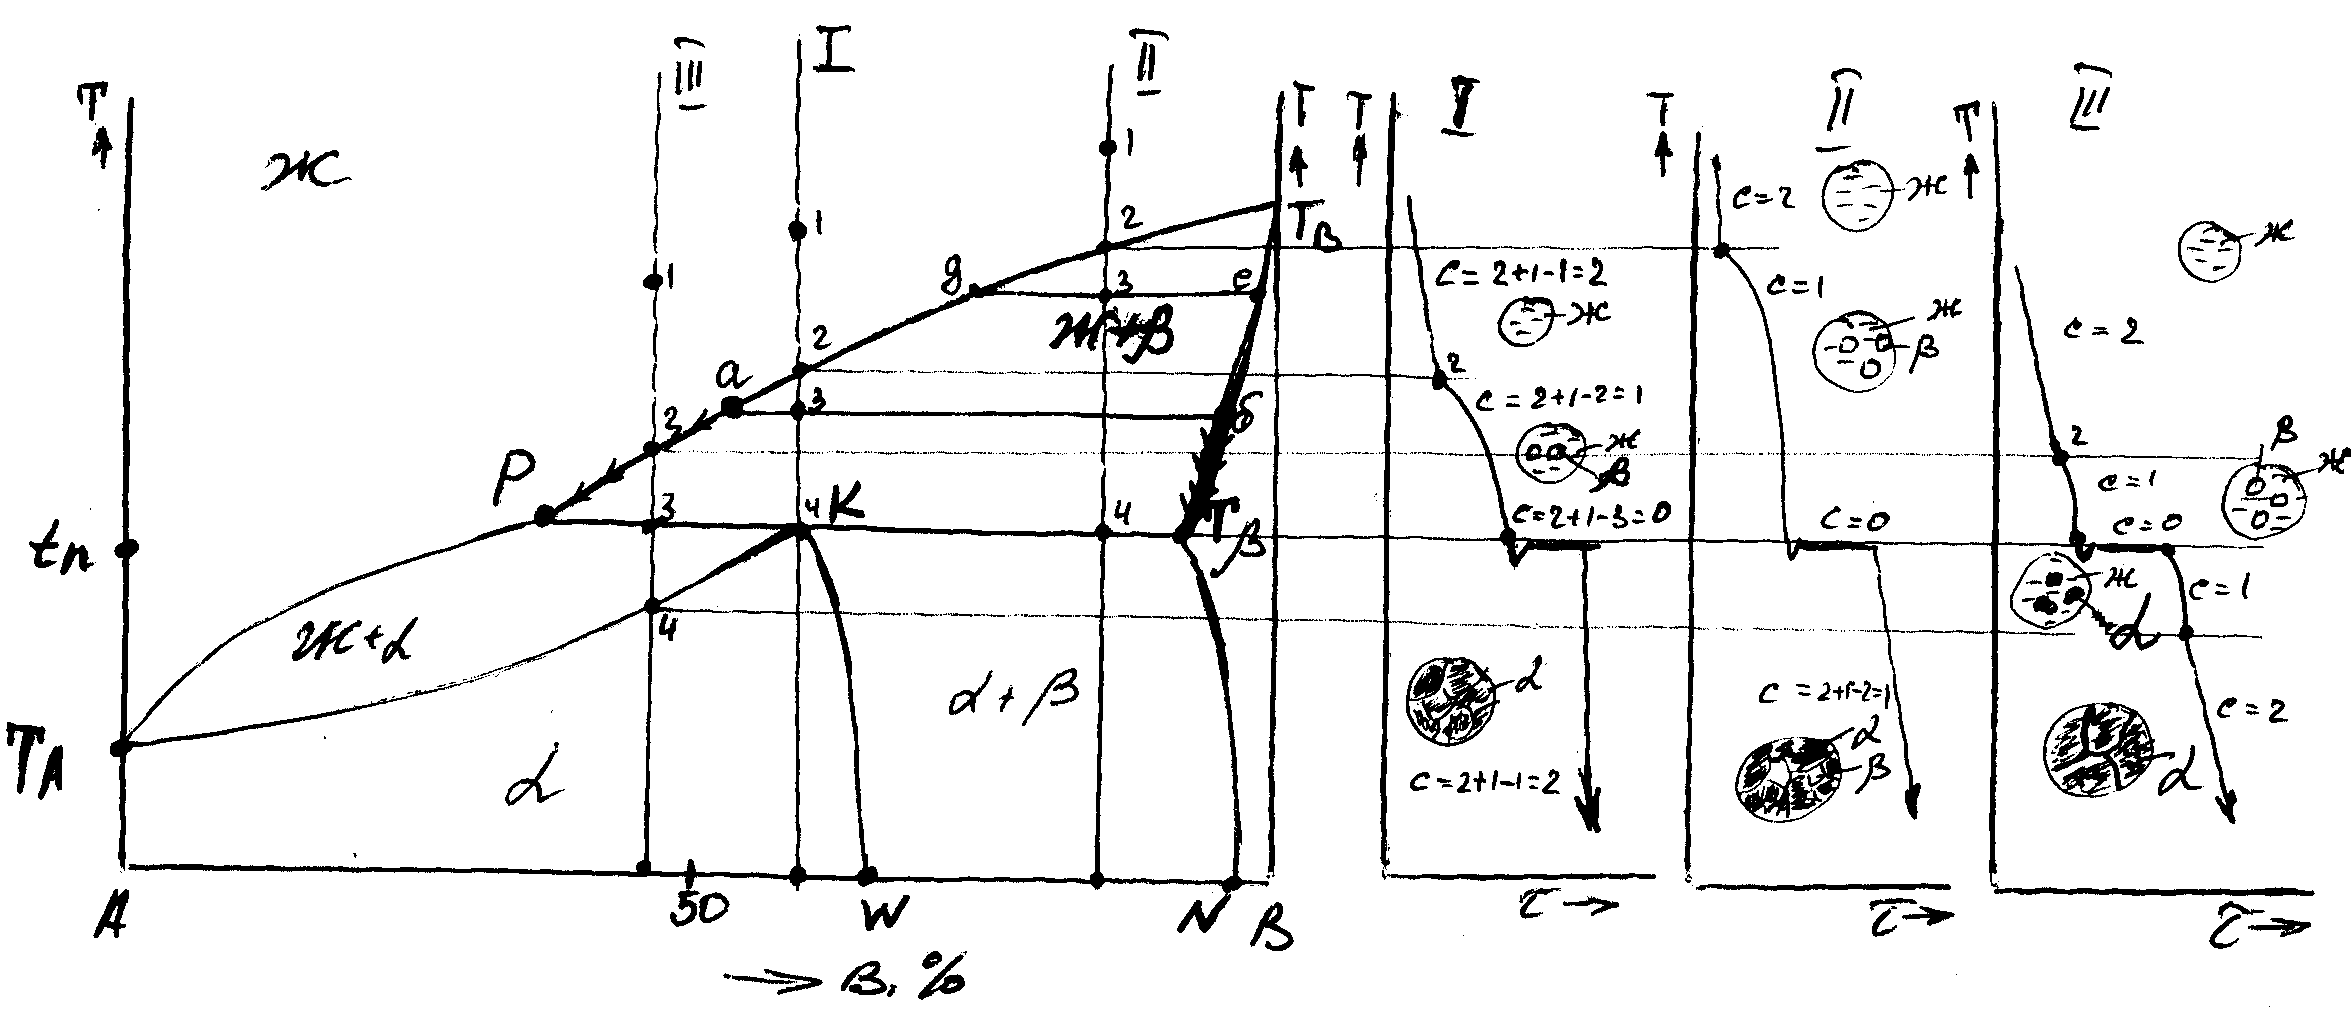 T
Ж
III
I
II
1
1
1
2
T
T_B
g
3
e
Ж+β
2
a
3
б
2
P
3
4 K
4
T
β
tп
Ж+α
4
α+β
T_A
α
A
50
W
N
B
→ B, %
T
I
C=2+1-1=2
Ж
2
C=2+1-2=1
Ж
β
C=2+1-3=0
α
C=2+1-1=2
τ →
T
II
C=2
Ж
C=1
Ж
β
C=0
C=2+1-2=1
α
β
τ →
T
III
Ж
C=2
2
β
Ж
C=1
C=0
Ж
C=1
α
C=2
α
τ →